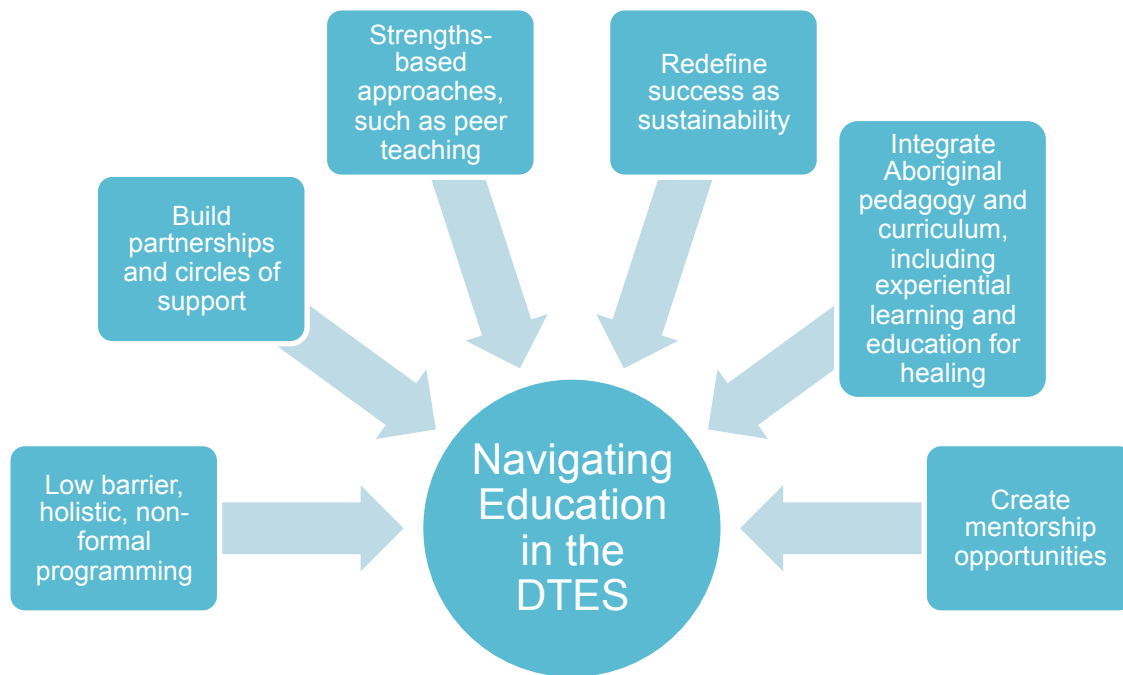 Strengths-
based
approaches,
such as peer
teaching
Redefine
success as
sustainability
Integrate
Aboriginal
pedagogy and
curriculum,
including
experiential
learning and
education for
healing
Build
partnerships
and circles of
support
Low barrier,
holistic, non-
formal
programming
Navigating
Education
in the
DTES
Create
mentorship
opportunities